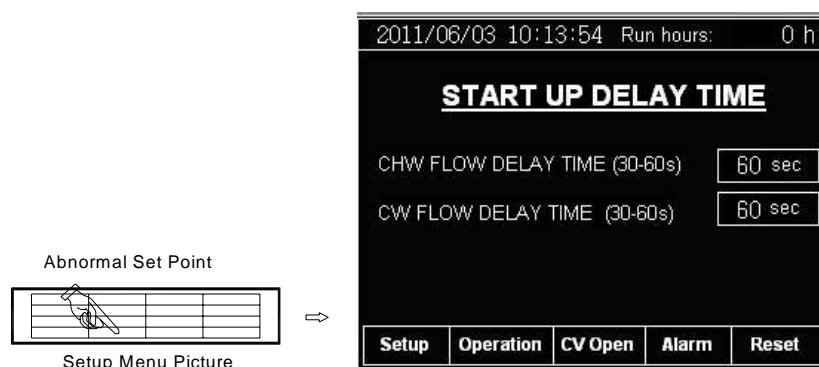 Abnormal Set Point
Setup Menu Picture
2011/06/03 10:13:54 Run hours: 0 h
START UP DELAY TIME
CHW FLOW DELAY TIME (30-60s) 60 sec
CW FLOW DELAY TIME (30-60s) 60 sec
Setup Operation CV Open Alarm Reset